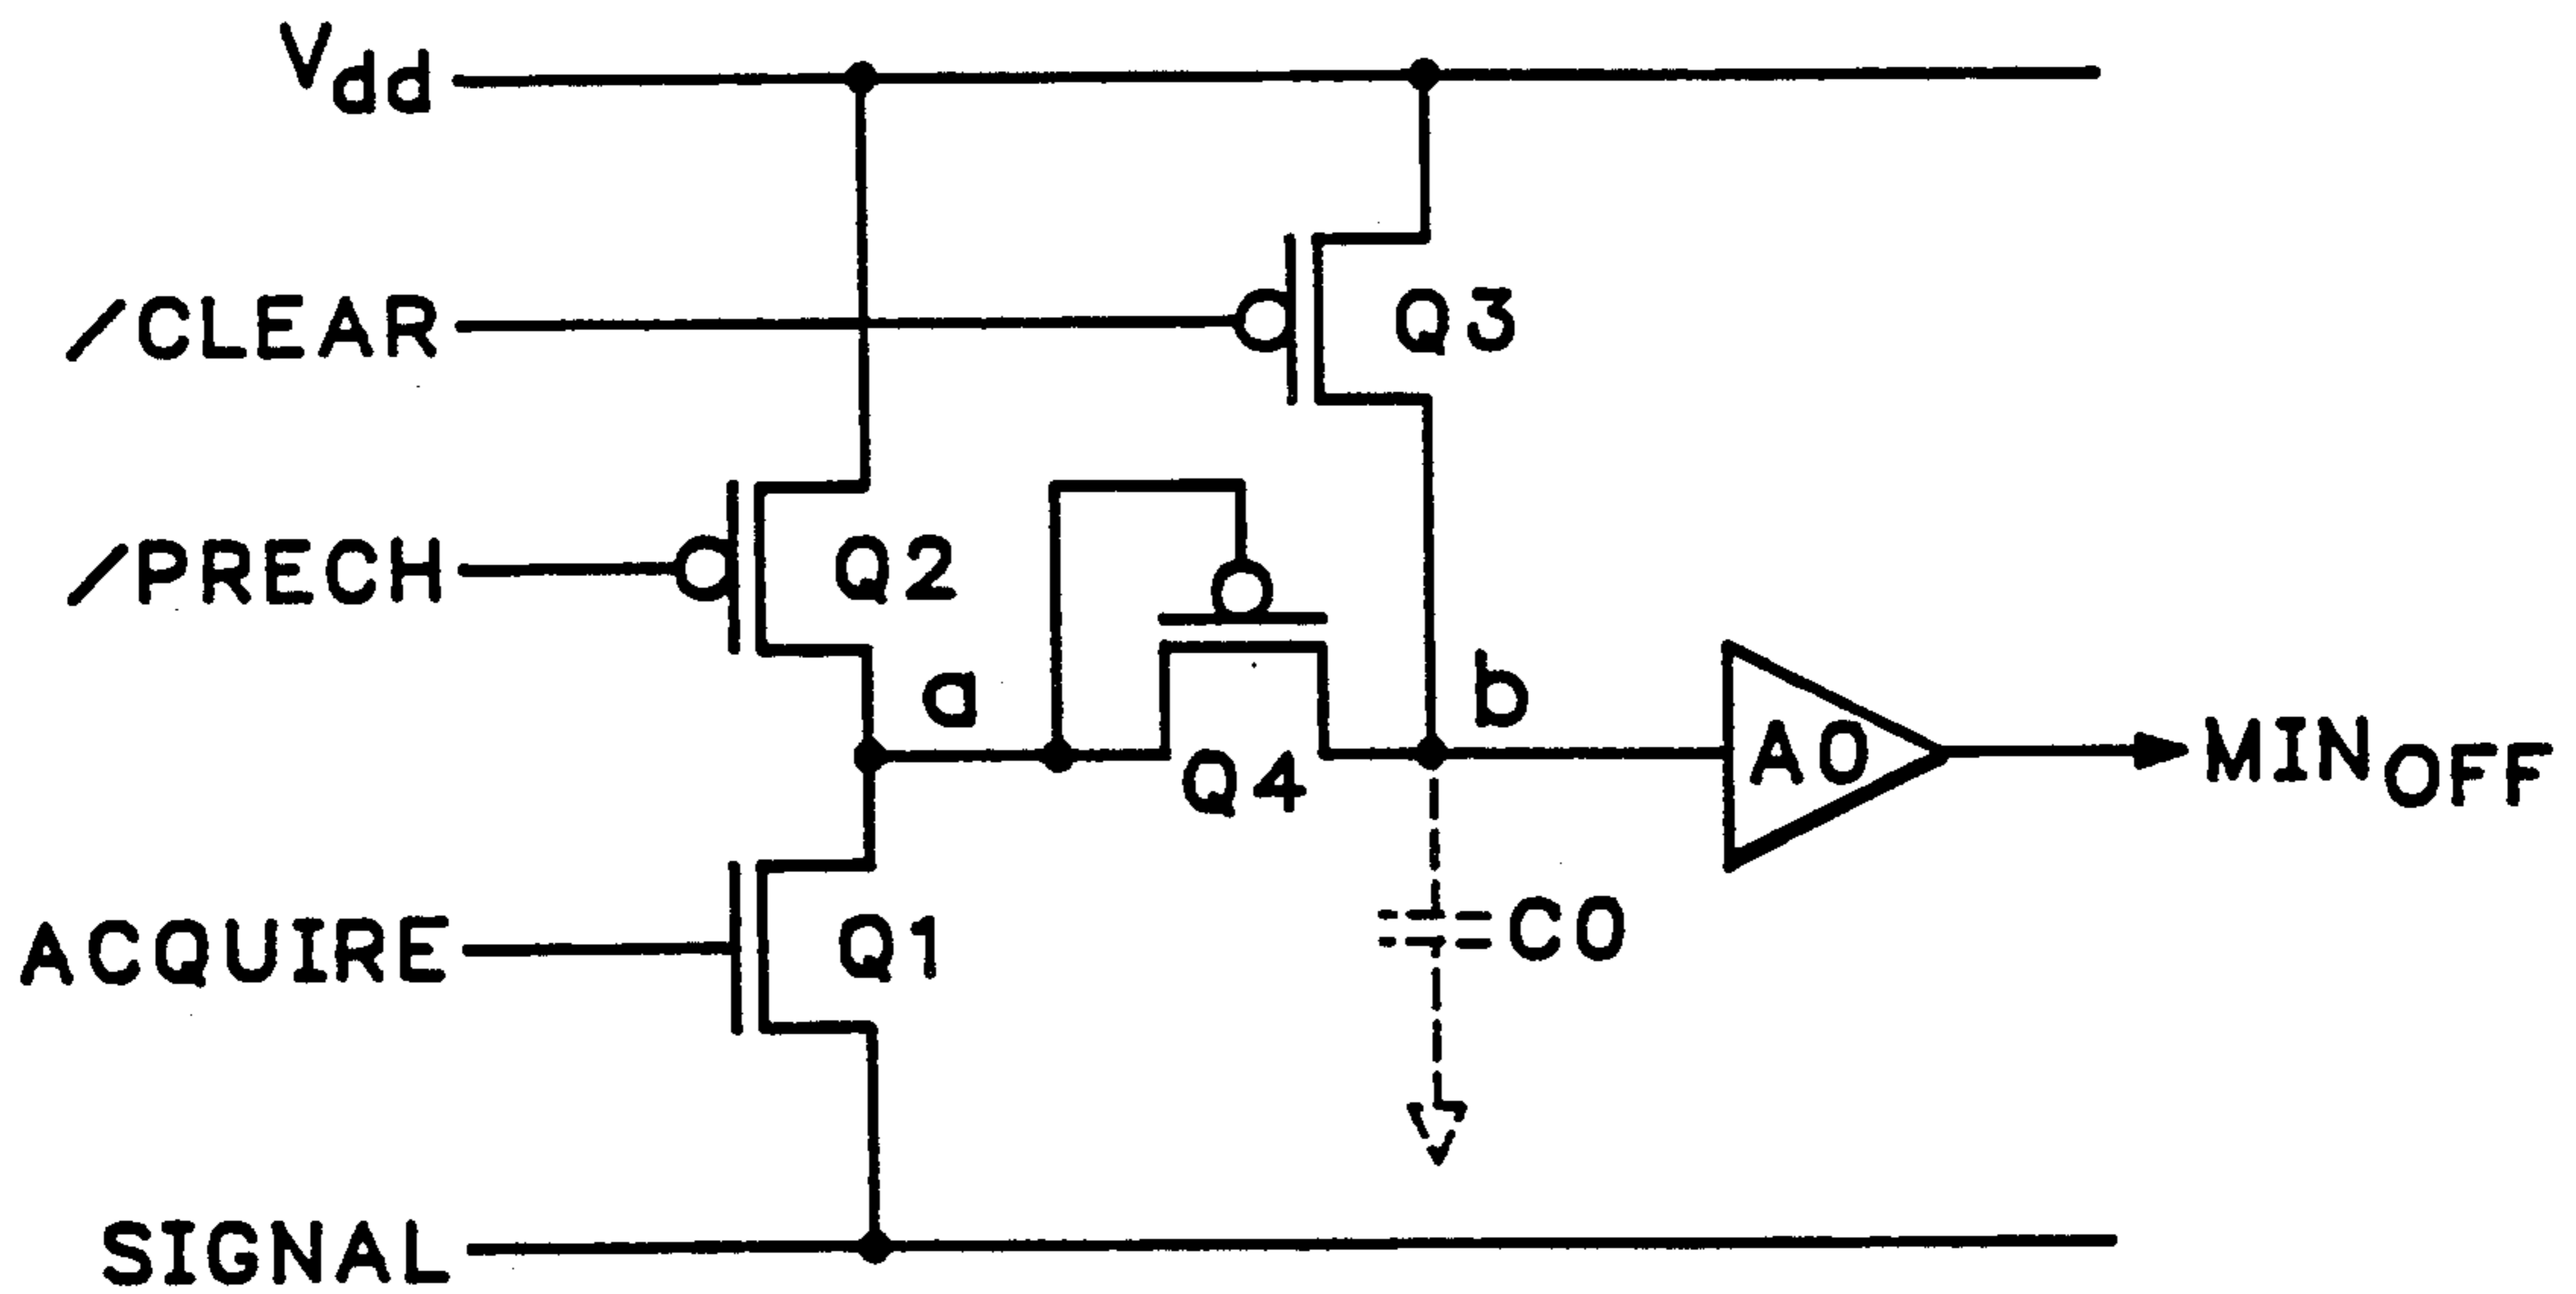 Vdd
/CLEAR
Q3
/PRECH
Q2
a
b
Q4
A0
MINOFF
ACQUIRE
Q1
C0
SIGNAL